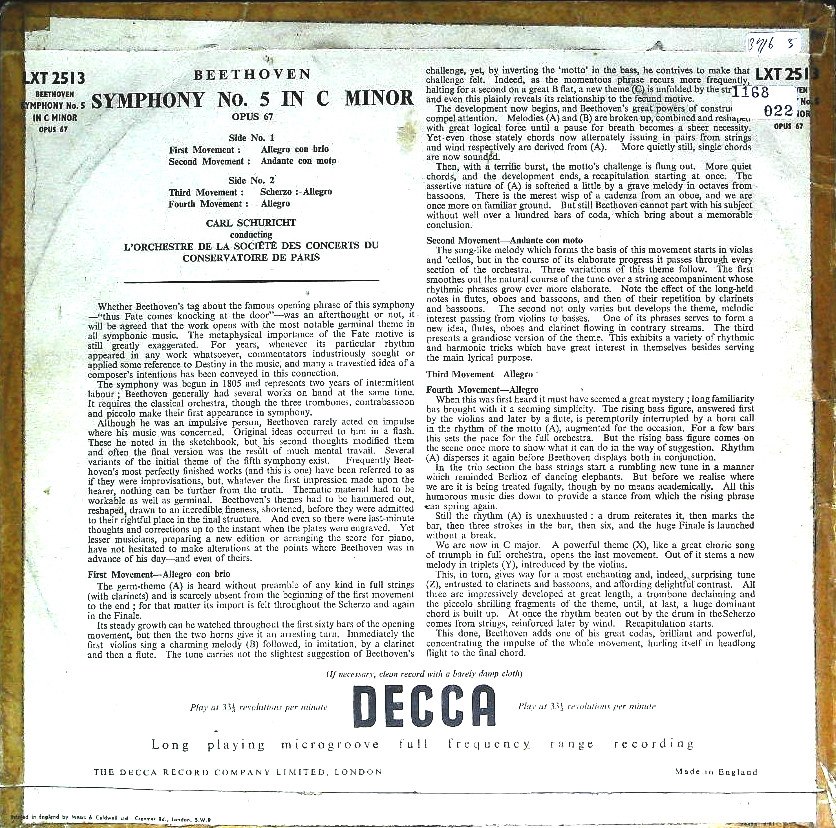 3716 5
LXT 2513
BEETHOVEN
SYMPHONY No. 5
IN C MINOR
OPUS 67
BEETHOVEN
SYMPHONY No. 5 IN C MINOR
OPUS 67
Side No. 1
First Movement : Allegro con brio
Second Movement : Andante con moto
Side No. 2
Third Movement : Scherzo :-Allegro
Fourth Movement : Allegro
CARL SCHURICHT
conducting
L'ORCHESTRE DE LA SOCIÉTÉ DES CONCERTS DU
CONSERVATOIRE DE PARIS
Whether Beethoven's tag about the famous opening phrase of this symphony
—"thus Fate comes knocking at the door"—was an afterthought or not, it
will be agreed that the work opens with the most notable germinal theme in
all symphonic music. The metaphysical importance of the Fate motive is
still greatly exaggerated. For years, whenever its particular rhythm
appeared in any work whatsoever, commentators industriously sought or
applied some reference to Destiny in the music, and many a travestied idea of a
composer's intentions has been conveyed in this connection.
The symphony was begun in 1805 and represents two years of intermittent
labour ; Beethoven generally had several works on hand at the same time.
It requires the classical orchestra, though the three trombones, contrabassoon
and piccolo make their first appearance in symphony.
Although he was an impulsive person, Beethoven rarely acted on impulse
where his music was concerned. Original ideas occurred to him in a flash.
These he noted in the sketchbook, but his second thoughts modified them
and often the final version was the result of much mental travail. Several
variants of the initial theme of the fifth symphony exist. Frequently Beet-
hoven's most perfectly finished works (and this is one) have been referred to as
if they were improvisations, but, whatever the first impression made upon the
hearer, nothing can be further from the truth. Thematic material had to be
workable as well as germinal. Beethoven's themes had to be hammered out,
reshaped, drawn to an incredible fineness, shortened, before they were admitted
to their rightful place in the final structure. And even so there were last-minute
thoughts and corrections up to the instant when the plates were engraved. Yet
lesser musicians, preparing a new edition or arranging the score for piano,
have not hesitated to make alterations at the points where Beethoven was in
advance of his day—and even of theirs.
First Movement—Allegro con brio
The germ-theme (A) is heard without preamble of any kind in full strings
(with clarinets) and is scarcely absent from the beginning of the first movement
to the end ; for that matter its import is felt throughout the Scherzo and again
in the Finale.
Its steady growth can be watched throughout the first sixty bars of the opening
movement, but then the two horns give it an arresting turn. Immediately the
first violins sing a charming melody (B) followed, in imitation, by a clarinet
and then a flute. The tune carries not the slightest suggestion of Beethoven's
challenge, yet, by inverting the 'motto' in the bass, he contrives to make that
challenge felt. Indeed, as the momentous phrase recurs more frequently,
halting for a second on a great B flat, a new theme (C) is unfolded by the
and even this plainly reveals its relationship to the fecund motive.
The development now begins, and Beethoven's great powers of
compel attention. Melodies (A) and (B) are broken up, combined and reshaped
with great logical force until a pause for breath becomes a sheer necessity.
Yet even those stately chords now alternately issuing in pairs from strings
and wind respectively are derived from (A). More quietly still, single chords
are now sounded.
Then, with a terrific burst, the motto's challenge is flung out. More quiet
chords, and the development ends, a recapitulation starting at once. The
assertive nature of (A) is softened a little by a grave melody in octaves from
bassoons. There is the merest wisp of a cadenza from an oboe, and we are
once more on familiar ground. But still Beethoven cannot part with his subject
without well over a hundred bars of coda, which bring about a memorable
conclusion.
Second Movement—Andante con moto
The song-like melody which forms the basis of this movement starts in violas
and 'cellos, but in the course of its elaborate progress it passes through every
section of the orchestra. Three variations of this theme follow. The first
smoothes out the natural course of the tune over a string accompaniment whose
rhythmic phrases grow ever more elaborate. Note the effect of the long-held
notes in flutes, oboes and bassoons, and then of their repetition by clarinets
and bassoons. The second not only varies but develops the theme, melodic
interest passing from violins to basses. One of its phrases serves to form a
new idea, flutes, oboes and clarinet flowing in contrary streams. The third
presents a grandiose version of the theme. This exhibits a variety of rhythmic
and harmonic tricks which have great interest in themselves besides serving
the main lyrical purpose.
Third Movement Allegro
Fourth Movement—Allegro
When this was first heard it must have seemed a great mystery ; long familiarity
has brought with it a seeming simplicity. The rising bass figure, answered first
by the violins and later by a flute, is peremptorily interrupted by a horn call
in the rhythm of the motto (A), augmented for the occasion. For a few bars
this sets the pace for the full orchestra. But the rising bass figure comes on
the scene once more to show what it can do in the way of suggestion. Rhythm
(A) disperses it again before Beethoven displays both in conjunction.
In the trio section the bass strings start a rumbling new tune in a manner
which reminded Berlioz of dancing elephants. But before we realise where
we are it is being treated fugally, though by no means academically. All this
humorous music dies down to provide a stance from which the rising phrase
can spring again.
Still the rhythm (A) is unexhausted : a drum reiterates it, then marks the
bar, then three strokes in the bar, then six, and the huge Finale is launched
without a break.
We are now in C major. A powerful theme (X), like a great choric song
of triumph in full orchestra, opens the last movement. Out of it stems a new
melody in triplets (Y), introduced by the violins.
This, in turn, gives way for a most enchanting and, indeed, surprising tune
(Z), entrusted to clarinets and bassoons, and affording delightful contrast. All
three are impressively developed at great length, a trombone declaiming and
the piccolo shrilling fragments of the theme, until, at last, a huge dominant
chord is built up. At once the rhythm beaten out by the drum in theScherzo
comes from strings, reinforced later by wind. Recapitulation starts.
This done, Beethoven adds one of his great codas, brilliant and powerful,
concentrating the impulse of the whole movement, hurling itself in headlong
flight to the final chord.
LXT 2513
1168
022
OPUS 67
(If necessary, clean record with a barely damp cloth)
Play at 33⅓ revolutions per minute DECCA Play at 33⅓ revolutions per minute
Long playing microgroove full frequency range recording
THE DECCA RECORD COMPANY LIMITED, LONDON Made in England
in England by Ltd London, S.W.8